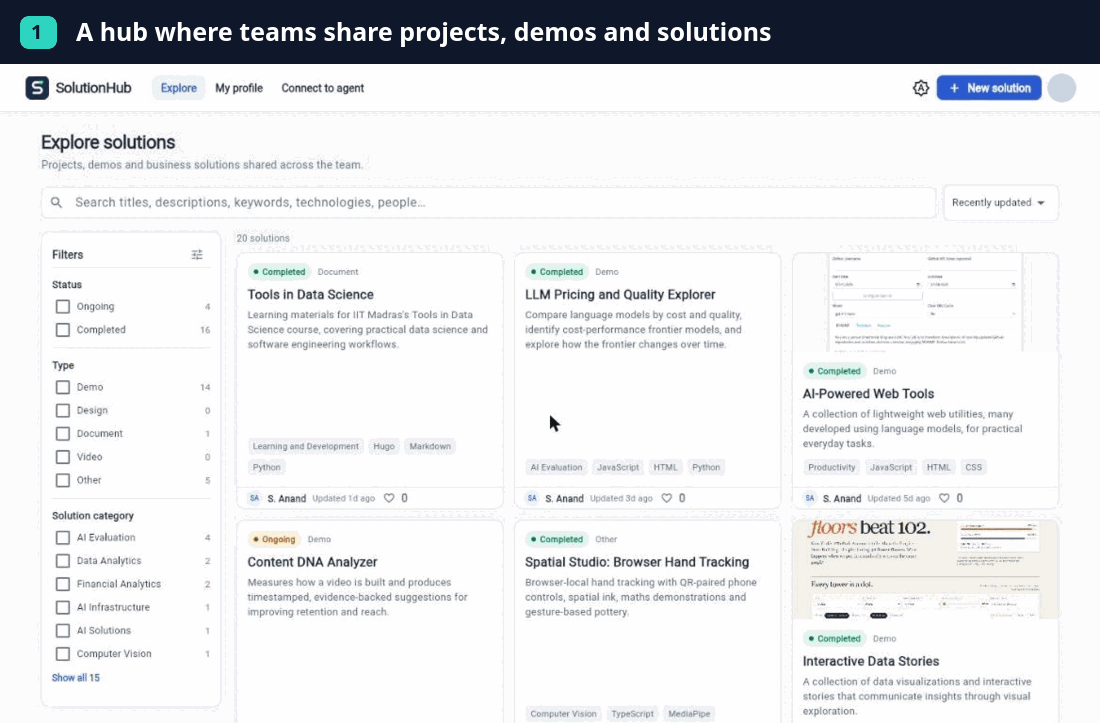 1 A hub where teams share projects, demos and solutions
SolutionHub Explore My profile Connect to agent A + New solution
Explore solutions
Projects, demos and business solutions shared across the team.
Search titles, descriptions, keywords, technologies, people...
Recently updated
Filters
Status
Ongoing 4
Completed 16
Type
Demo 14
Design 0
Document 1
Video 0
Other 5
Solution category
AI Evaluation 4
Data Analytics 2
Financial Analytics 2
AI Infrastructure 1
AI Solutions 1
Computer Vision 1
Show all 15
20 solutions
Completed Document
Tools in Data Science
Learning materials for IIT Madras's Tools in Data
Science course, covering practical data science and
software engineering workflows.
Learning and Development Hugo Markdown
Python
SA S. Anand Updated 1d ago 0
Completed Demo
LLM Pricing and Quality Explorer
Compare language models by cost and quality,
identify cost-performance frontier models, and
explore how the frontier changes over time.
AI Evaluation JavaScript HTML Python
SA S. Anand Updated 3d ago 0
Completed Demo
AI-Powered Web Tools
A collection of lightweight web utilities, many
developed using language models, for practical
everyday tasks.
Productivity JavaScript HTML CSS
SA S. Anand Updated 5d ago 0
Ongoing Demo
Content DNA Analyzer
Measures how a video is built and produces
timestamped, evidence-backed suggestions for
improving retention and reach.
Completed Other
Spatial Studio: Browser Hand Tracking
Browser-local hand tracking with QR-paired phone
controls, spatial ink, maths demonstrations and
gesture-based pottery.
Computer Vision TypeScript MediaPipe
floors beat 102.
Every tower is a dot.
Completed Demo
Interactive Data Stories
A collection of data visualizations and interactive
stories that communicate insights through visual
exploration.